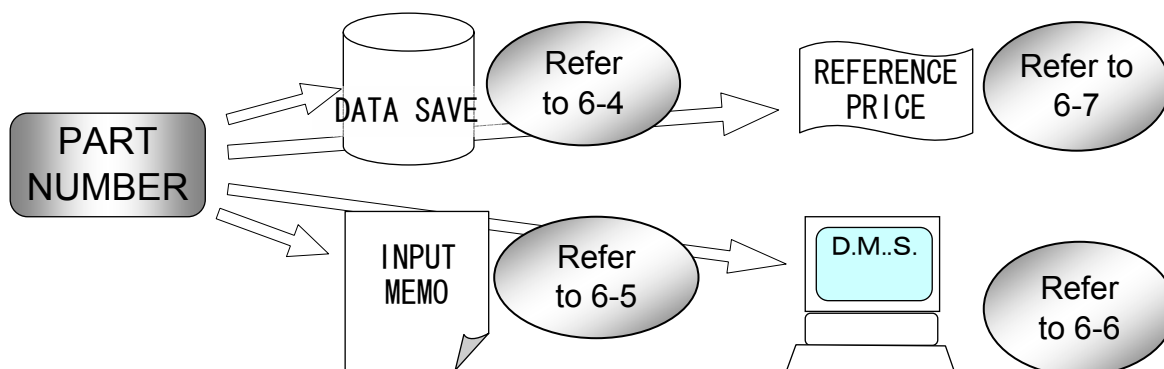 PART
NUMBER
DATA SAVE
Refer
to 6-4
REFERENCE
PRICE
Refer to
6-7
INPUT
MEMO
Refer
to 6-5
D.M..S.
Refer
to 6-6